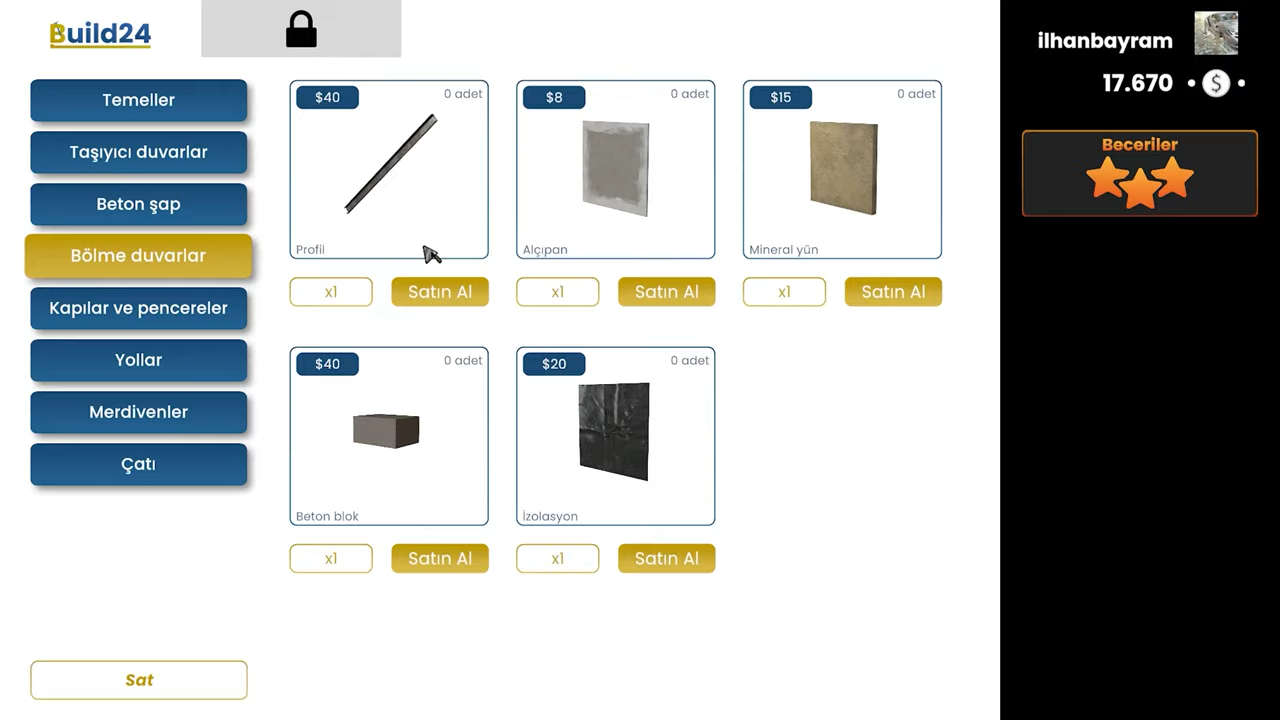 Build24
ilhanbayram
17.670 $
Beceriler
Temeller
Taşıyıcı duvarlar
Beton şap
Bölme duvarlar
Kapılar ve pencereler
Yollar
Merdivenler
Çatı
Sat
$40 0 adet
Profil
x1 Satın Al
$8 0 adet
Alçıpan
x1 Satın Al
$15 0 adet
Mineral yün
x1 Satın Al
$40 0 adet
Beton blok
x1 Satın Al
$20 0 adet
İzolasyon
x1 Satın Al